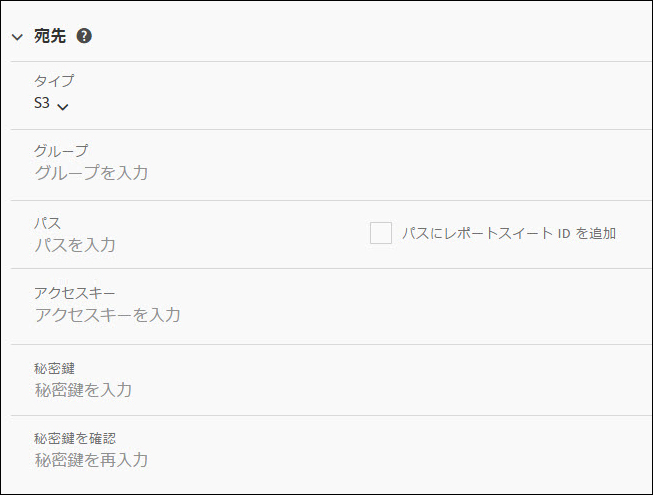 宛先 ?
タイプ
S3
グループ
グループを入力
パス
パスを入力
パスにレポートスイート ID を追加
アクセスキー
アクセスキーを入力
秘密鍵
秘密鍵を入力
秘密鍵を確認
秘密鍵を再入力